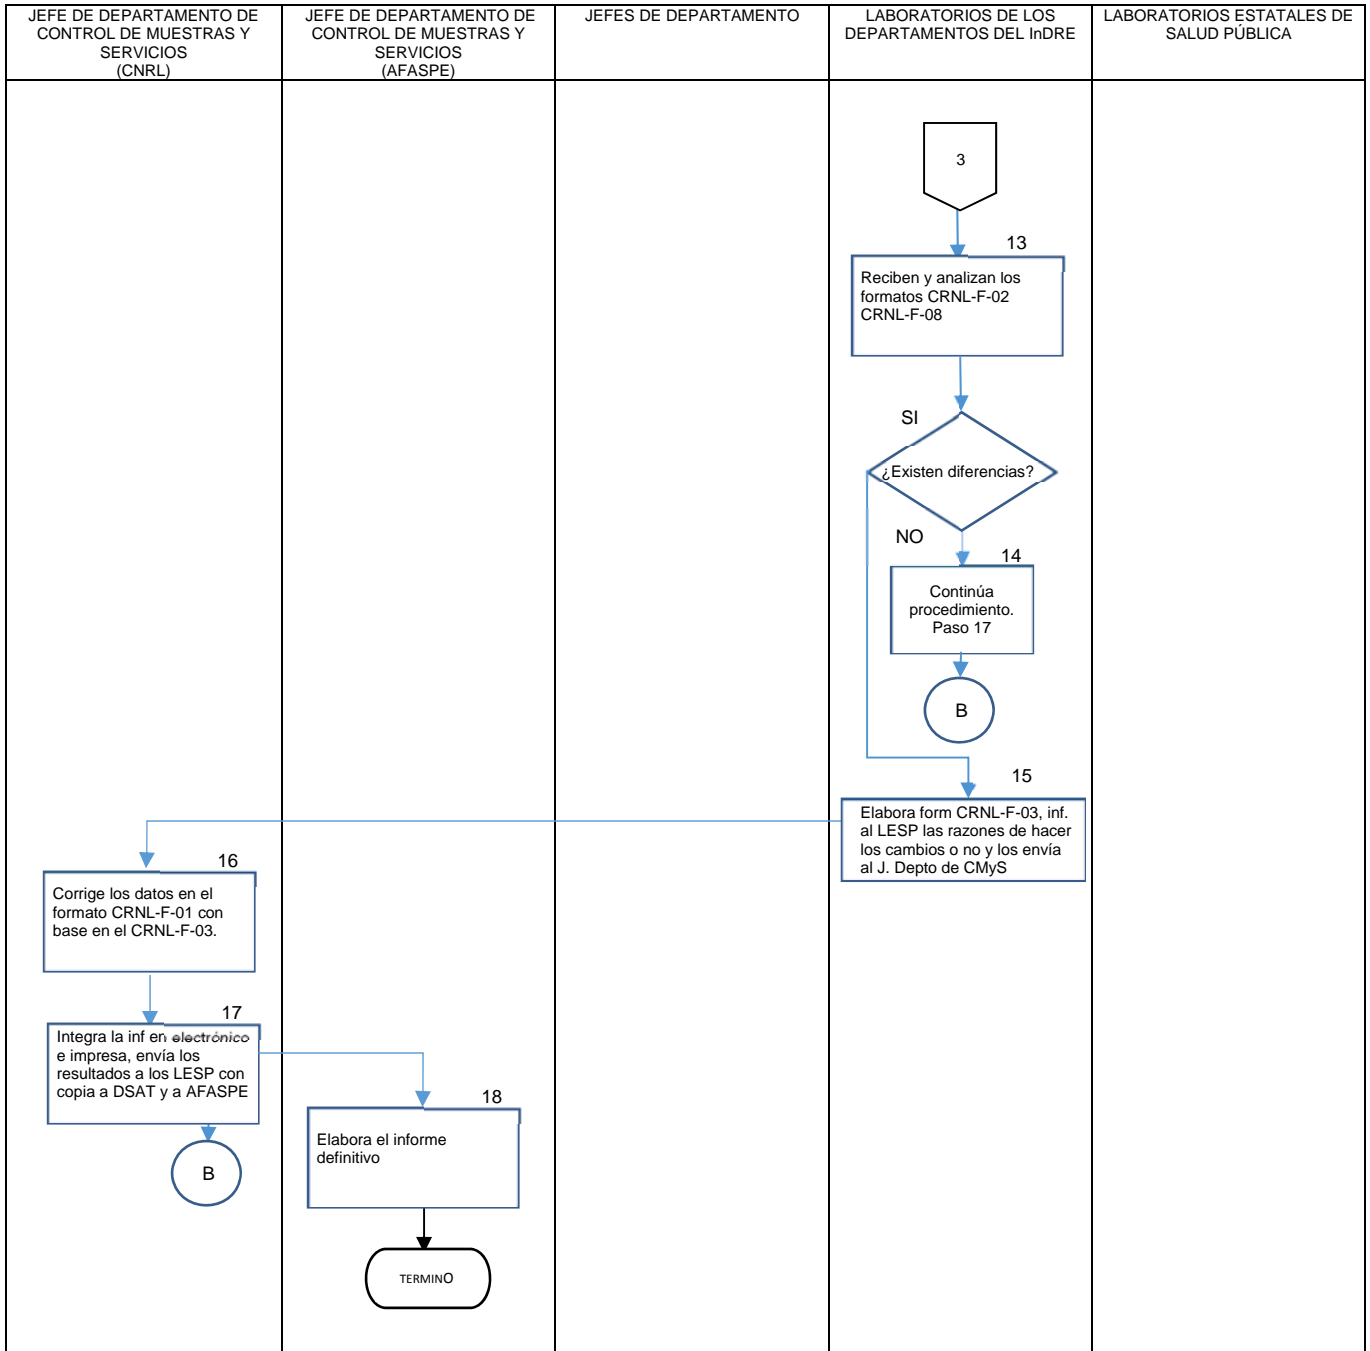 JEFE DE DEPARTAMENTO DE
CONTROL DE MUESTRAS Y
SERVICIOS
(CNRL)
JEFE DE DEPARTAMENTO DE
CONTROL DE MUESTRAS Y
SERVICIOS
(AFASPE)
JEFES DE DEPARTAMENTO
LABORATORIOS DE LOS
DEPARTAMENTOS DEL InDRE
LABORATORIOS ESTATALES DE
SALUD PÚBLICA
3
13
Reciben y analizan los
formatos CRNL-F-02
CRNL-F-08
SI
¿Existen diferencias?
NO
14
Continúa
procedimiento.
Paso 17
B
15
Elabora form CRNL-F-03, inf.
al LESP las razones de hacer
los cambios o no y los envía
al J. Depto de CMyS
16
Corrige los datos en el
formato CRNL-F-01 con
base en el CRNL-F-03.
17
Integra la inf en electrónico
e impresa, envía los
resultados a los LESP con
copia a DSAT y a AFASPE
B
18
Elabora el informe
definitivo
TERMINO